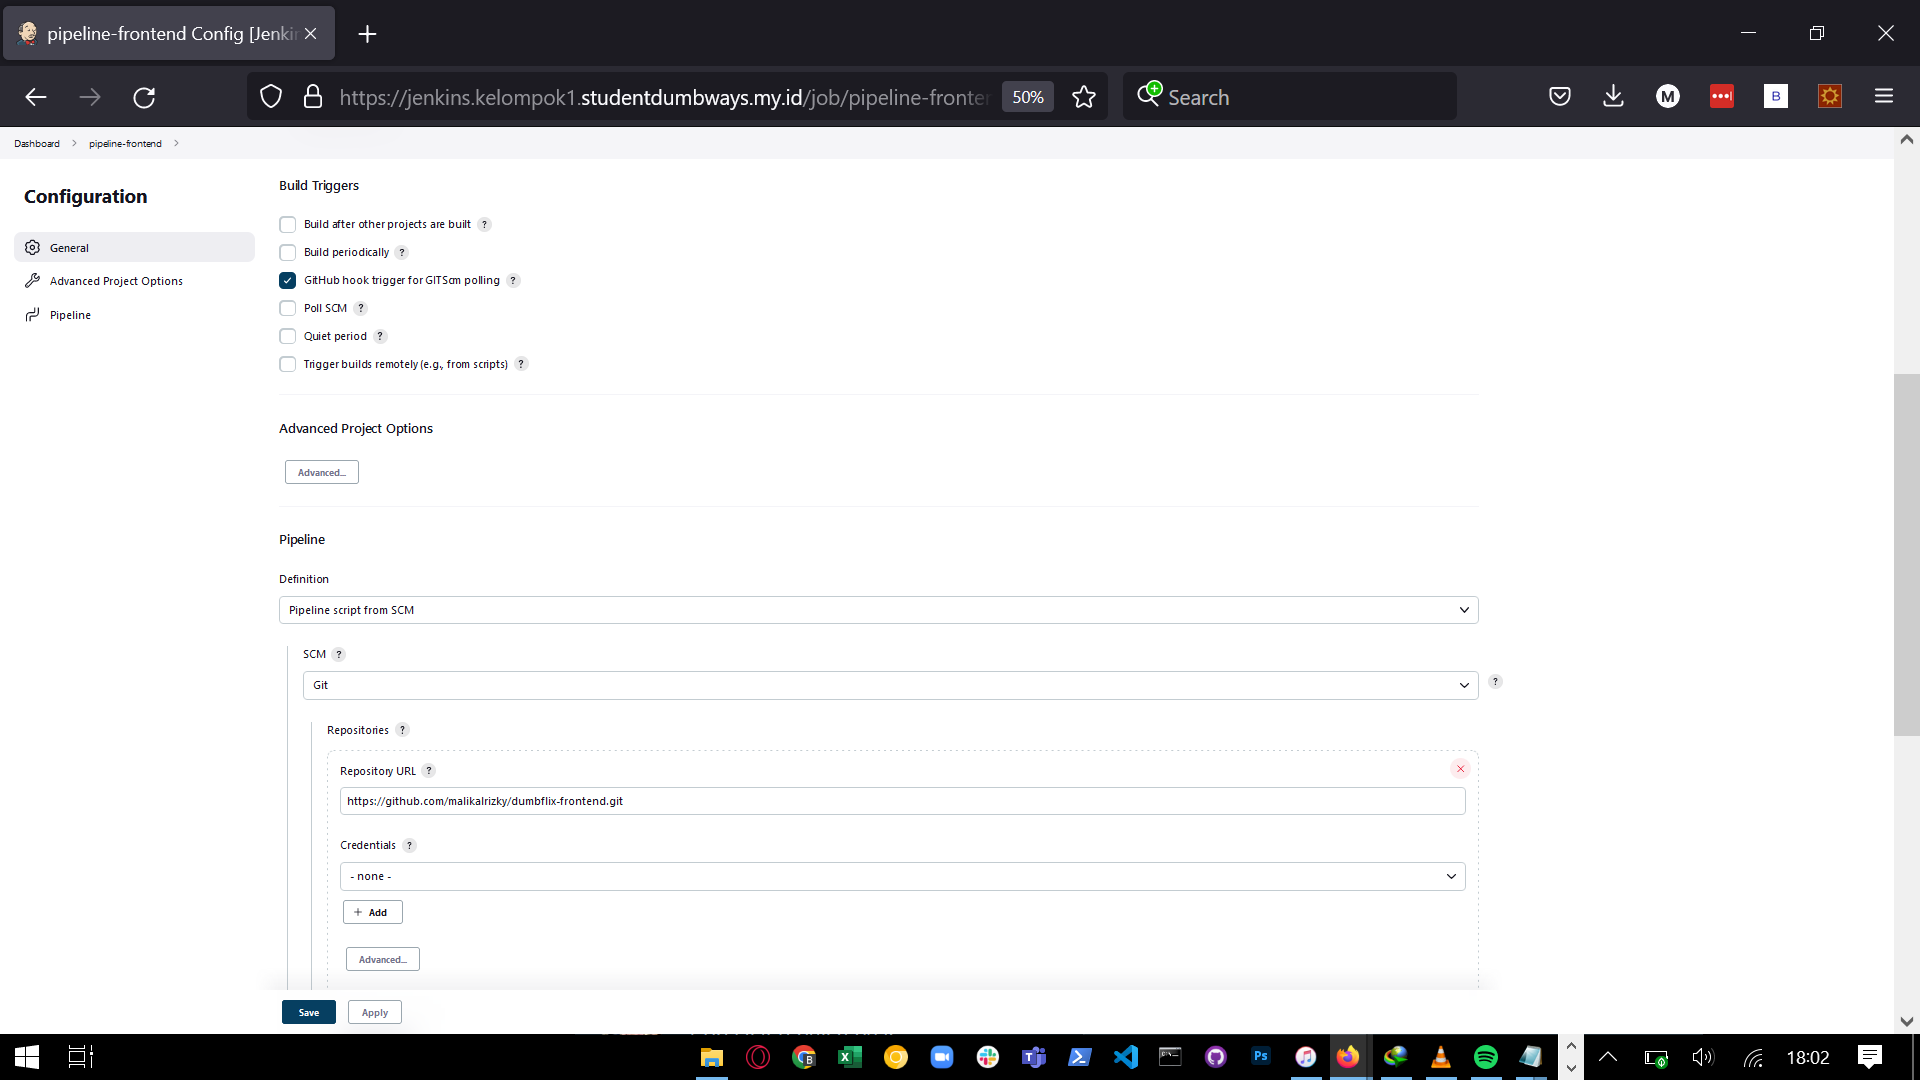 pipeline-frontend Config [Jenki
https://jenkins.kelompok1.studentdumbways.my.id/job/pipeline-fronte
50%
Search
Dashboard
pipeline-frontend
Configuration
General
Advanced Project Options
Pipeline
Build Triggers
Build after other projects are built ?
Build periodically ?
GitHub hook trigger for GITScm polling ?
Poll SCM ?
Quiet period ?
Trigger builds remotely (e.g., from scripts) ?
Advanced Project Options
Advanced...
Pipeline
Definition
Pipeline script from SCM
SCM ?
Git
?
Repositories ?
Repository URL ?
https://github.com/malikalrizky/dumbflix-frontend.git
Credentials ?
- none -
+ Add
Advanced...
Save
Apply
18:02